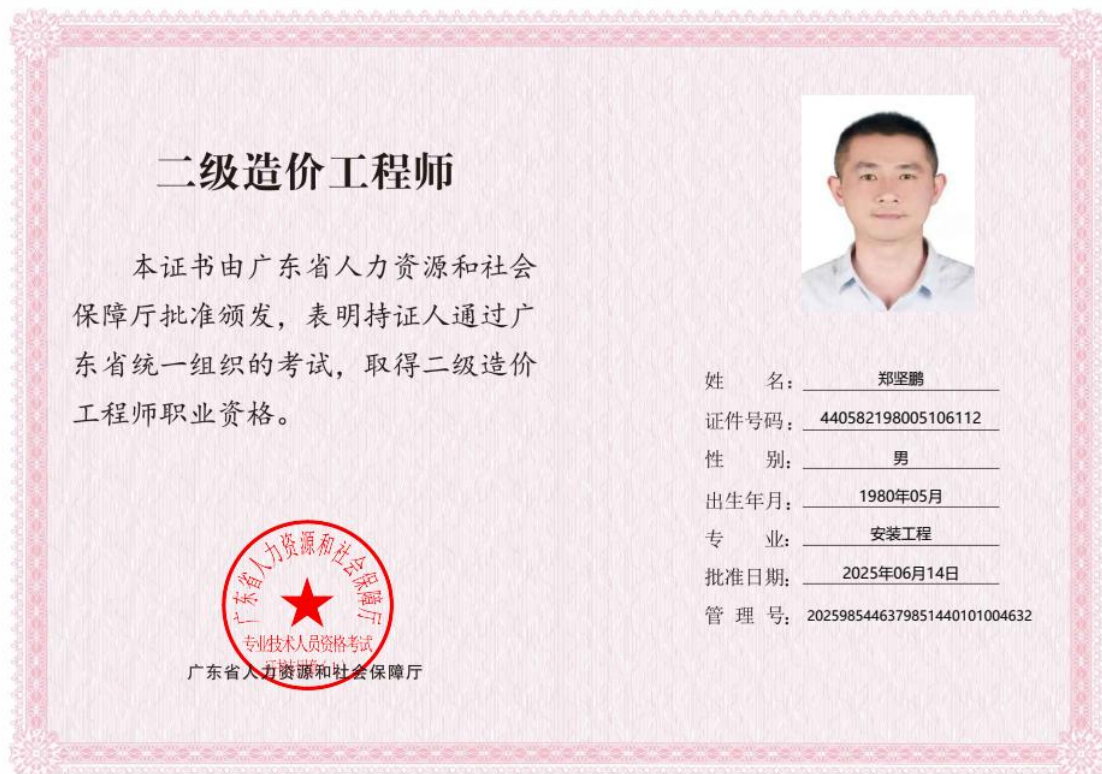 二级造价工程师
本证书由广东省人力资源和社会
保障厅批准颁发，表明持证人通过广
东省统一组织的考试，取得二级造价
工程师职业资格。
姓名：郑坚鹏
证件号码：440582198005106112
性别：男
出生年月：1980年05月
专业：安装工程
批准日期：2025年06月14日
管理号：2025985446379851440101004632
广东省人力资源和社会保障厅
专业技术人员资格考试
广东省人力资源和社会保障厅